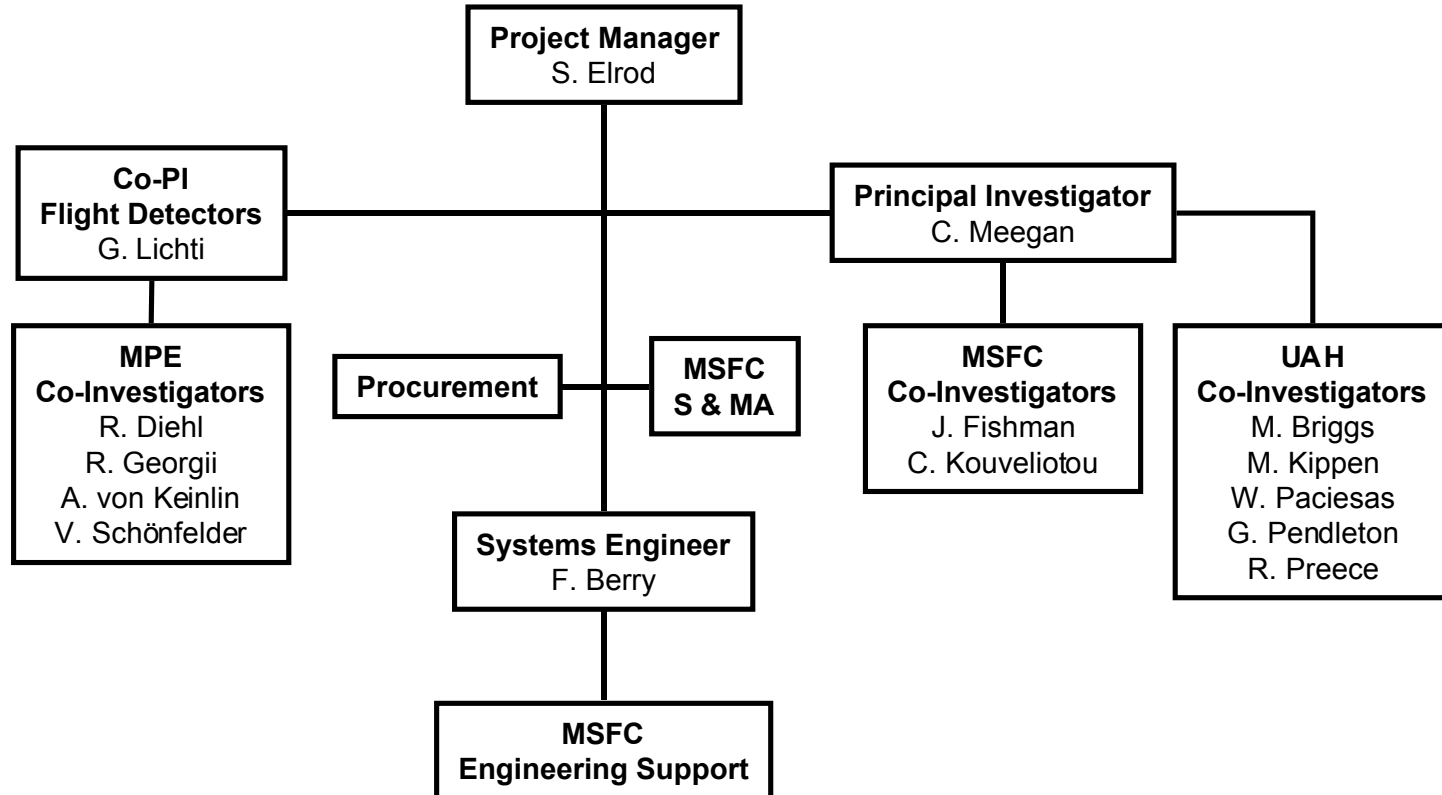 Project Manager
S. Elrod
Co-PI
Flight Detectors
G. Lichti
Principal Investigator
C. Meegan
MPE
Co-Investigators
R. Diehl
R. Georgii
A. von Keinlin
V. Schönfelder
Procurement
MSFC
S & MA
MSFC
Co-Investigators
J. Fishman
C. Kouveliotou
UAH
Co-Investigators
M. Briggs
M. Kippen
W. Paciesas
G. Pendleton
R. Preece
Systems Engineer
F. Berry
MSFC
Engineering Support